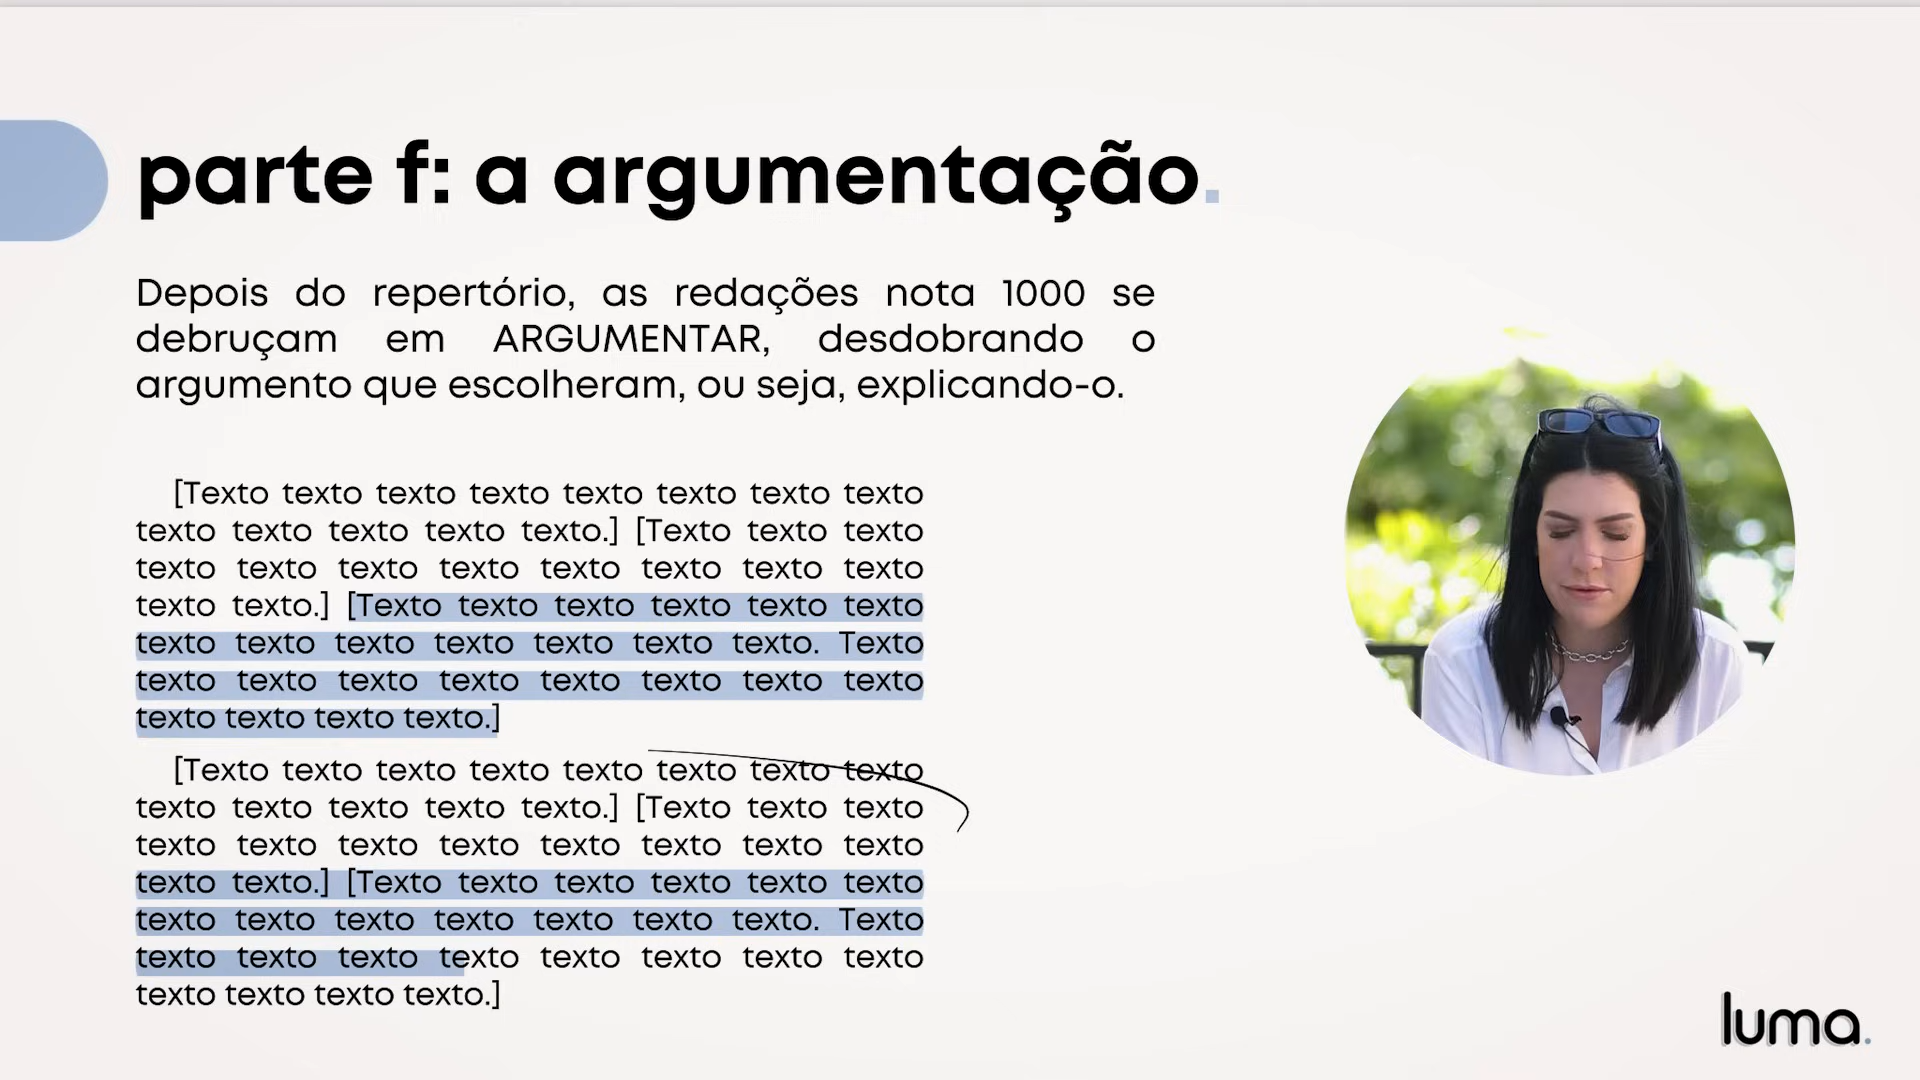 parte f: a argumentação.
Depois do repertório, as redações nota 1000 se
debruçam em ARGUMENTAR, desdobrando o
argumento que escolheram, ou seja, explicando-o.
[Texto texto texto texto texto texto texto texto
texto texto texto texto texto.] [Texto texto texto
texto texto texto texto texto texto texto texto
texto texto.] [Texto texto texto texto texto texto
texto texto texto texto texto texto texto. Texto
texto texto texto texto texto texto texto texto
texto texto texto texto.]
[Texto texto texto texto texto texto texto texto
texto texto texto texto texto.] [Texto texto texto
texto texto texto texto texto texto texto texto
texto texto.] [Texto texto texto texto texto texto
texto texto texto texto texto texto texto. Texto
texto texto texto texto texto texto texto texto
texto texto texto texto.]
luma.